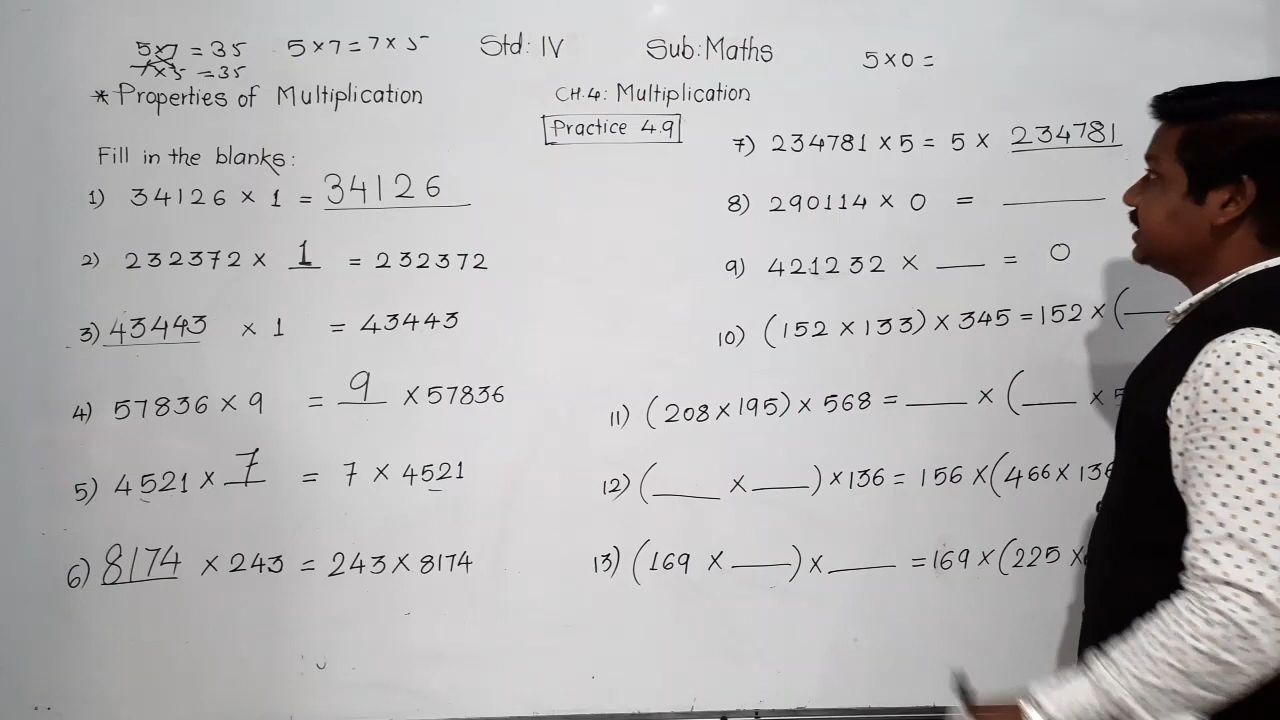 5×7 = 35 5×7 = 7×5 Std: IV Sub: Maths 5×0 =
7×5 = 35
* Properties of Multiplication CH.4: Multiplication
Practice 4.9
Fill in the blanks:
1) 34126 × 1 = 34126
2) 232372 × 1 = 232372
3) 43443 × 1 = 43443
4) 57836 × 9 = 9 × 57836
5) 4521 × 7 = 7 × 4521
6) 8174 × 243 = 243 × 8174
7) 234781 × 5 = 5 × 234781
8) 290114 × 0 = ____
9) 421232 × ___ = 0
10) (152 × 133) × 345 = 152 × (___
11) (208 × 195) × 568 = ___ × (___ × 5
12) (___ × ___) × 136 = 156 × (466 × 136
13) (169 × ___) × ___ = 169 × (225 ×